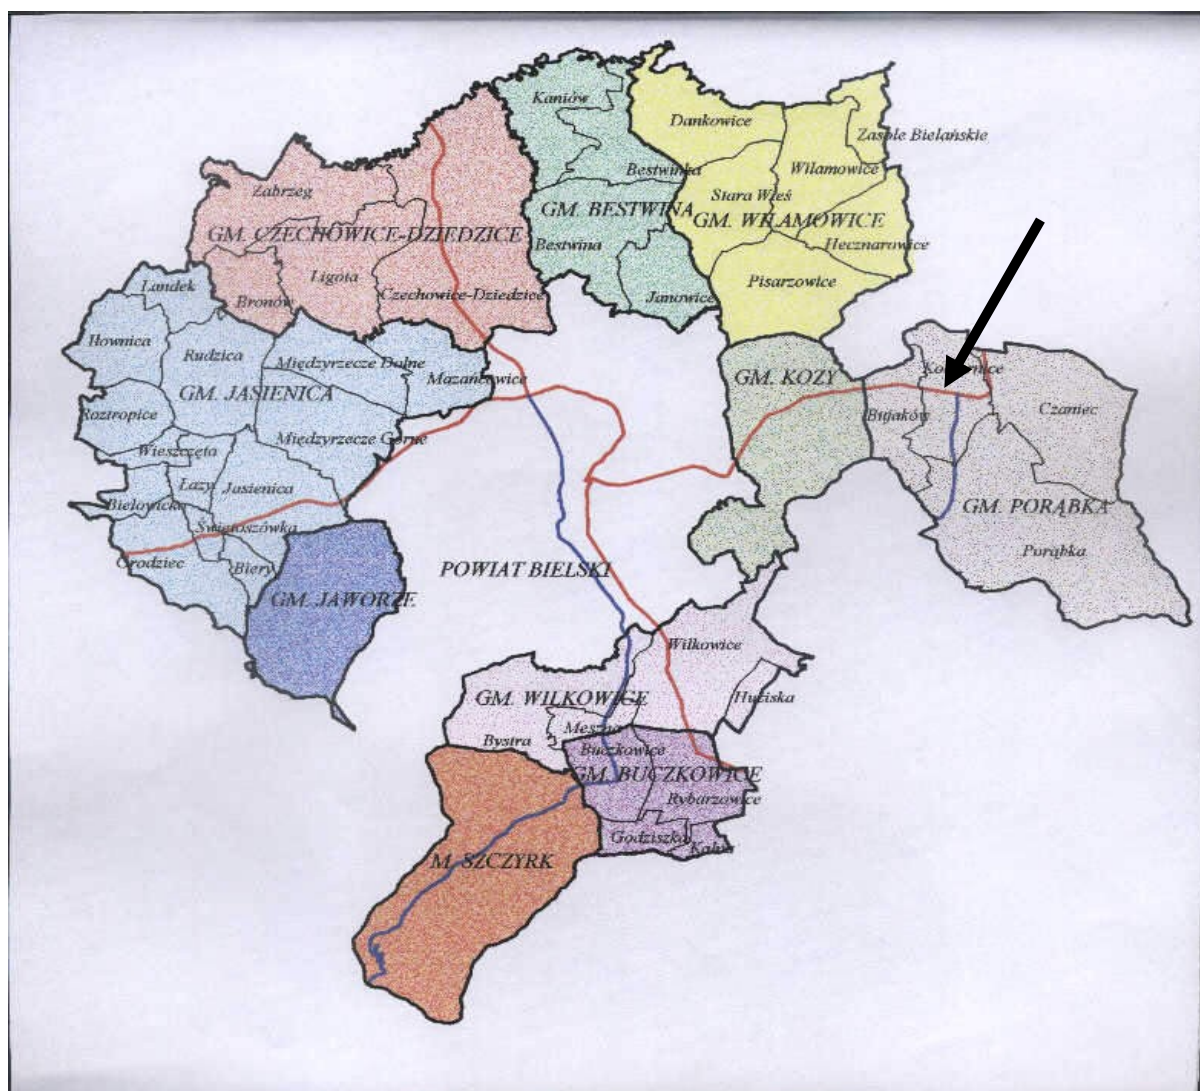 Kaniów
Dankowice
Zasole Bielańskie
Bestwinka
Wilamowice
Zabrzeg
Stara Wieś
GM. BESTWINA
GM. WILAMOWICE
GM. CZECHOWICE-DZIEDZICE
Bestwina
Hecznarowice
Ligota
Landek
Bronów
Czechowice-Dziedzice
Janowice
Pisarzowice
Iłownica
Rudzica
Międzyrzecze Dolne
Mazańcowice
GM. KOZY
GM. JASIENICA
Roztropice
Bujaków
Czaniec
Międzyrzecze Górne
Wieszczęta
Łazy
Jasienica
Bielowicko
GM. PORĄBKA
Świętoszówka
Porąbka
Grodziec
Biery
POWIAT BIELSKI
GM. JAWORZE
Wilkowice
GM. WILKOWICE
Huciska
Meszna
Bystra
Buczkowice
GM. BUCZKOWICE
Rybarzowice
Godziszka
Kalna
M. SZCZYRK